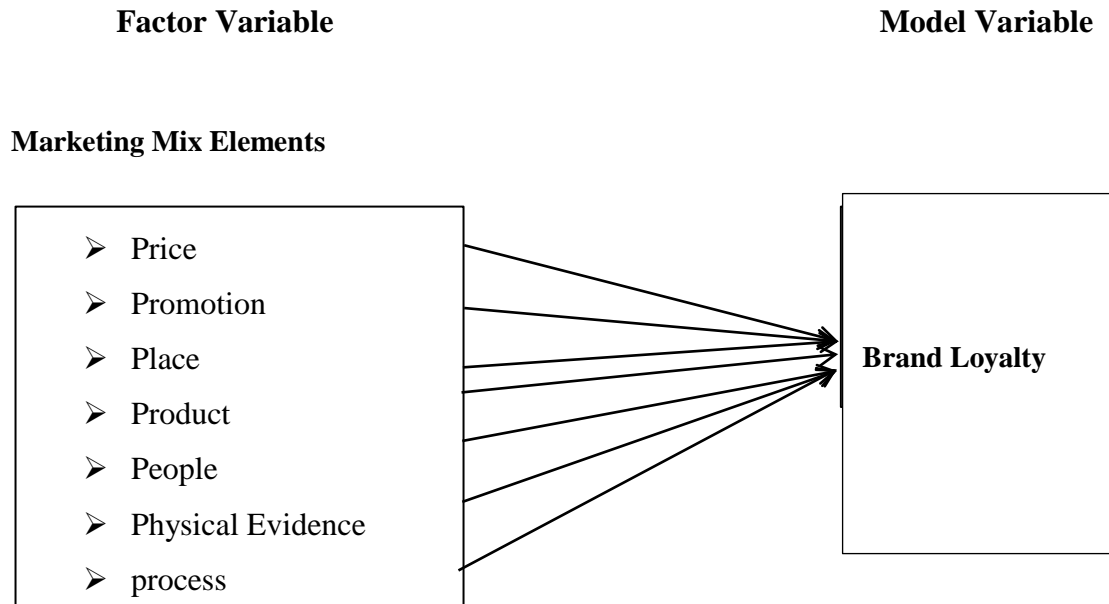 Factor Variable
Model Variable
Marketing Mix Elements
Price
Promotion
Place
Product
People
Physical Evidence
process
Brand Loyalty